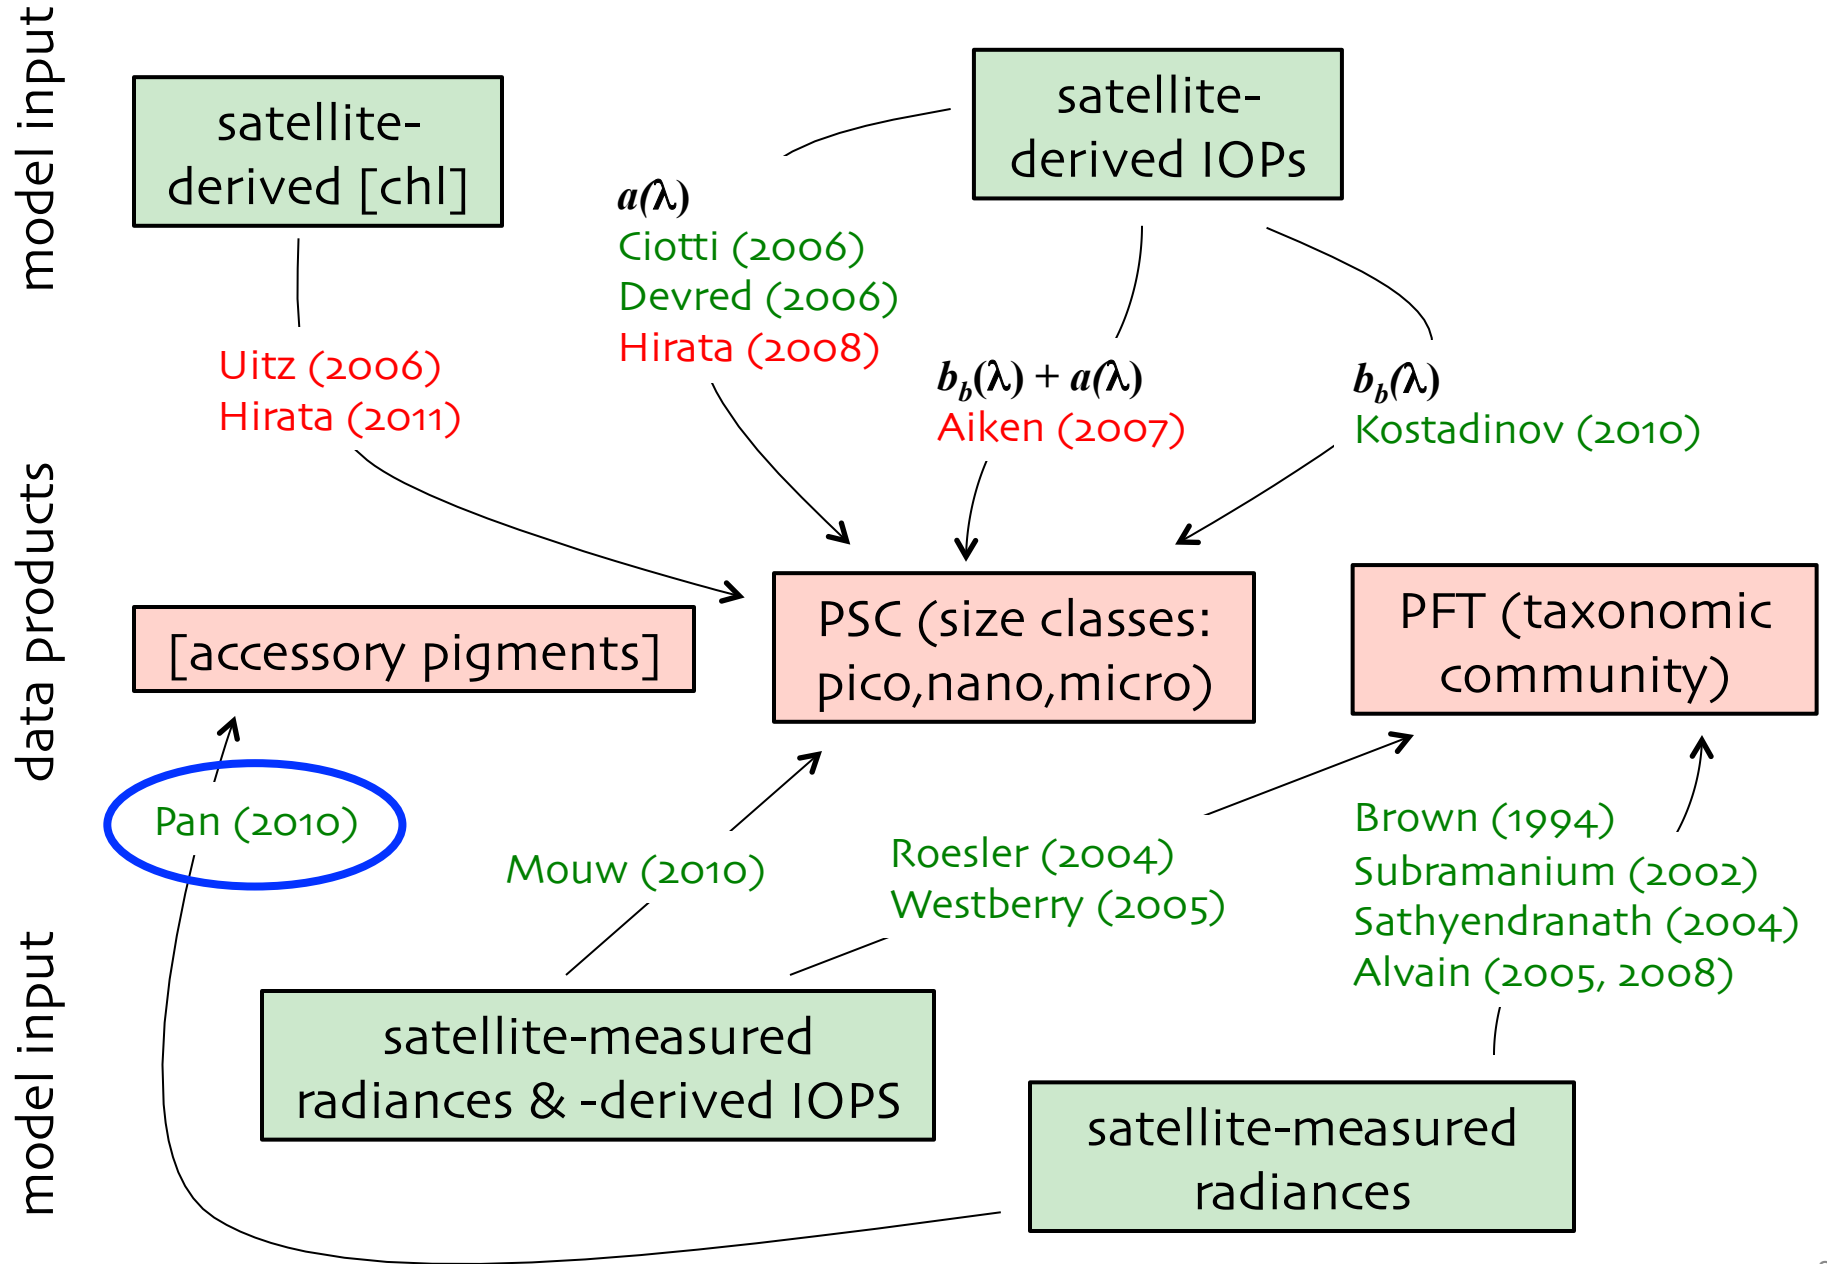 model input
satellite-
derived [chl]
satellite-
derived IOPs
a(λ)
Ciotti (2006)
Devred (2006)
Hirata (2008)
Uitz (2006)
Hirata (2011)
b_b(λ) + a(λ)
Aiken (2007)
b_b(λ)
Kostadinov (2010)
data products
[accessory pigments]
PSC (size classes:
pico,nano,micro)
PFT (taxonomic
community)
Pan (2010)
Mouw (2010)
Roesler (2004)
Westberry (2005)
Brown (1994)
Subramanium (2002)
Sathyendranath (2004)
Alvain (2005, 2008)
model input
satellite-measured
radiances & -derived IOPS
satellite-measured
radiances